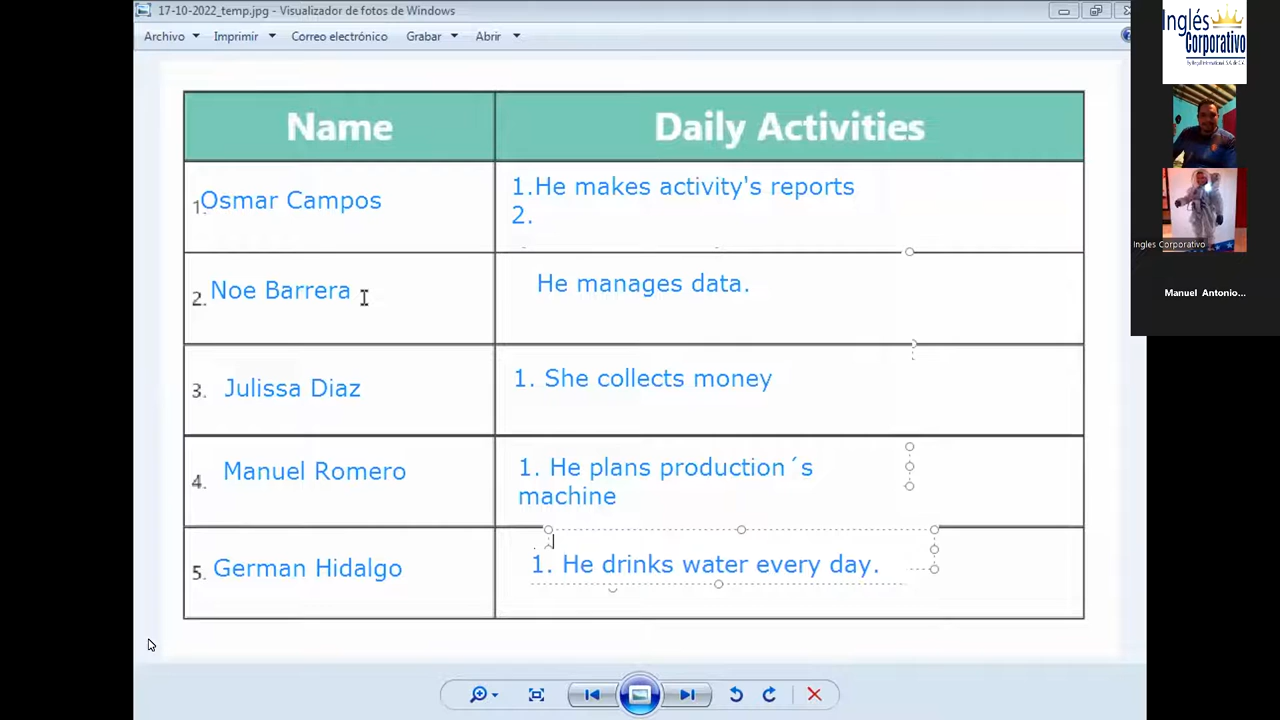 17-10-2022_temp.jpg - Visualizador de fotos de Windows
Archivo Imprimir Correo electrónico Grabar Abrir
Inglés
Corporativo
Name Daily Activities
1. Osmar Campos
1.He makes activity's reports
2.
2. Noe Barrera
He manages data.
3. Julissa Diaz
1. She collects money
4. Manuel Romero
1. He plans production´s
machine
5. German Hidalgo
1. He drinks water every day.
Ingles Corporativo
Manuel Antonio...